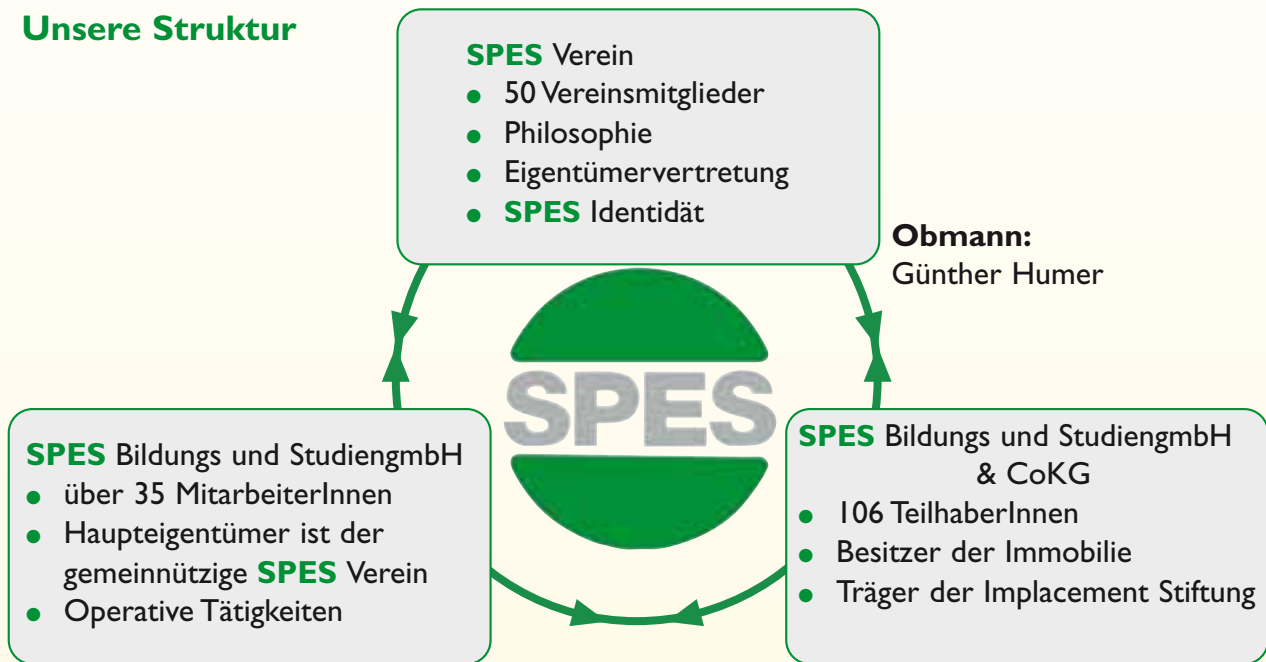 Unsere Struktur
SPES Verein
● 50 Vereinsmitglieder
● Philosophie
● Eigentümervertretung
● SPES Identidät
Obmann:
Günther Humer
SPES
SPES Bildungs und StudiengmbH
● über 35 MitarbeiterInnen
● Haupteigentümer ist der
gemeinnützige SPES Verein
● Operative Tätigkeiten
SPES Bildungs und StudiengmbH
& CoKG
● 106 TeilhaberInnen
● Besitzer der Immobilie
● Träger der Implacement Stiftung